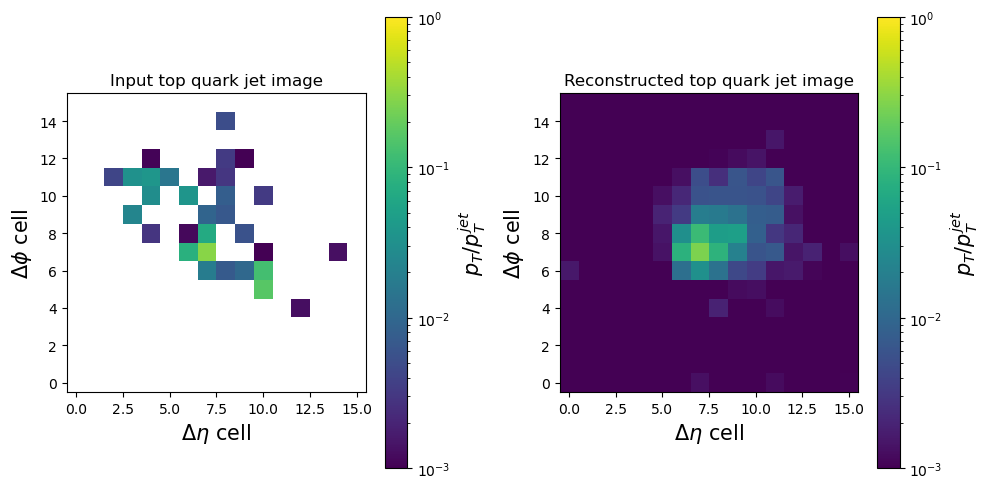 Input top quark jet image
14
12
10
8
6
4
2
0
0.0 2.5 5.0 7.5 10.0 12.5 15.0
Δη cell
Δϕ cell
10⁰
10⁻¹
10⁻²
10⁻³
p_T/p_T^{jet}
Reconstructed top quark jet image
14
12
10
8
6
4
2
0
0.0 2.5 5.0 7.5 10.0 12.5 15.0
Δη cell
Δϕ cell
10⁰
10⁻¹
10⁻²
10⁻³
p_T/p_T^{jet}